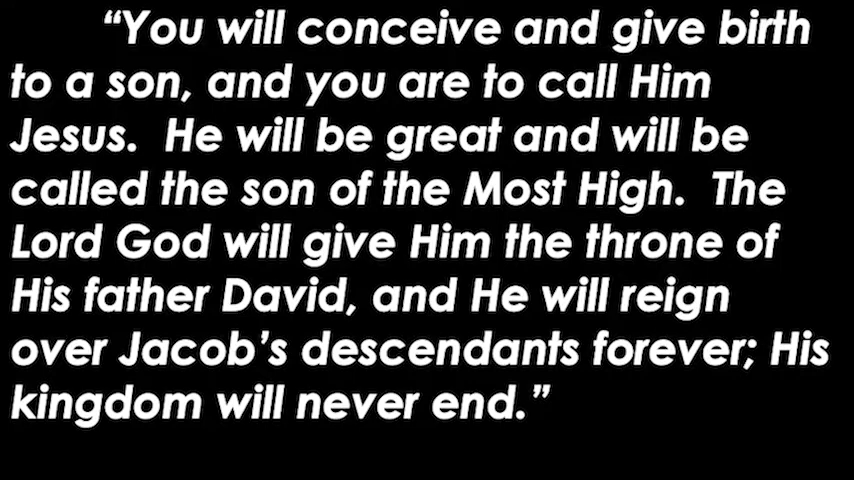 “You will conceive and give birth
to a son, and you are to call Him
Jesus.  He will be great and will be
called the son of the Most High.  The
Lord God will give Him the throne of
His father David, and He will reign
over Jacob’s descendants forever; His
kingdom will never end.”